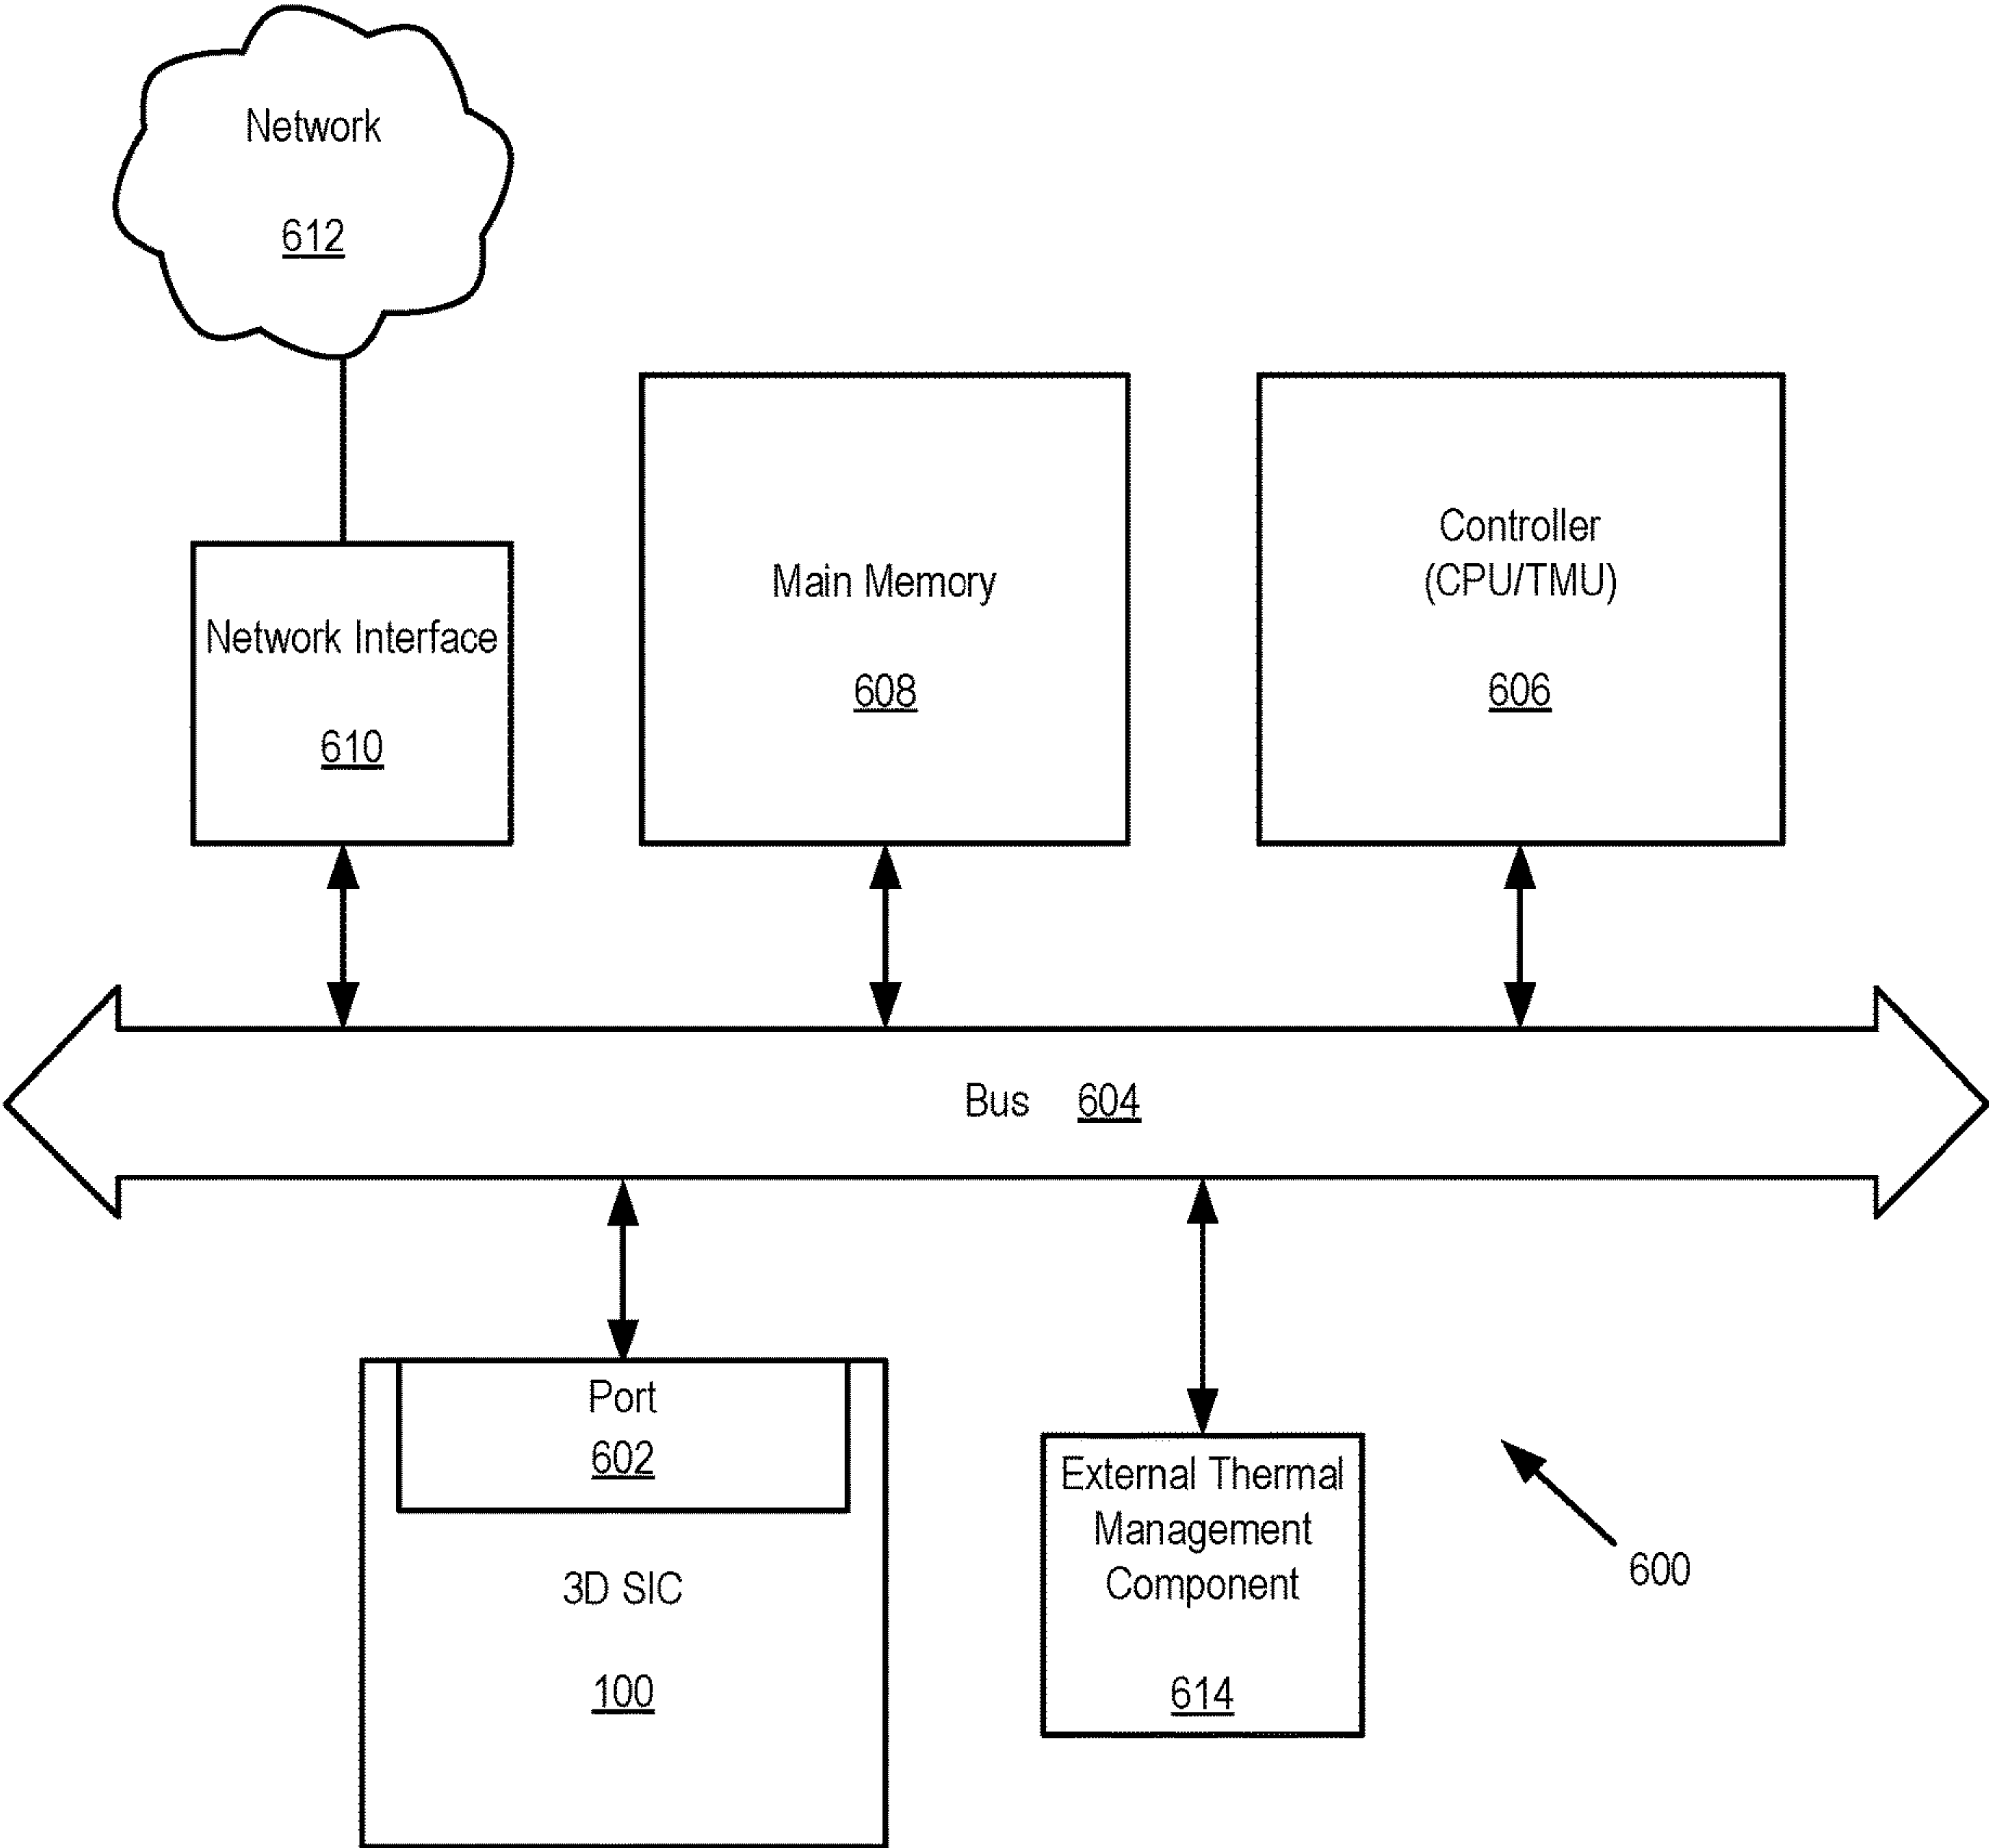 Network
612
Network Interface
610
Main Memory
608
Controller
(CPU/TMU)
606
Bus 604
Port
602
3D SIC
100
External Thermal
Management
Component
614
600